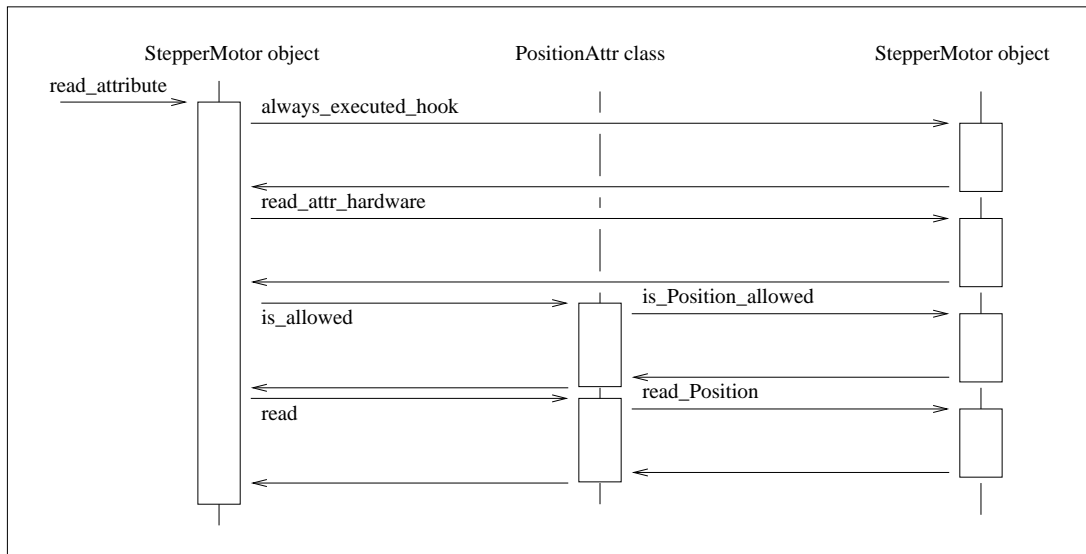 StepperMotor object
PositionAttr class
StepperMotor object
read_attribute
always_executed_hook
read_attr_hardware
is_Position_allowed
is_allowed
read_Position
read